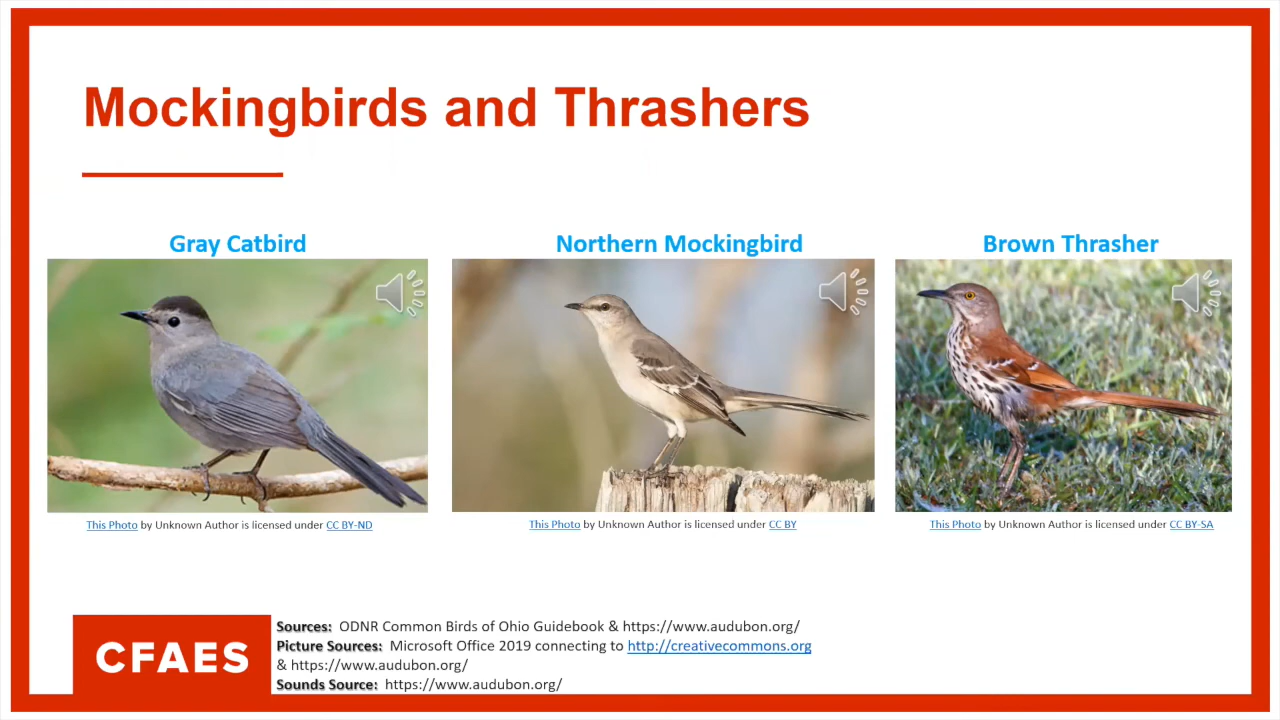 Mockingbirds and Thrashers
Gray Catbird
Northern Mockingbird
Brown Thrasher
This Photo by Unknown Author is licensed under CC BY-ND
This Photo by Unknown Author is licensed under CC BY
This Photo by Unknown Author is licensed under CC BY-SA
CFAES
Sources: ODNR Common Birds of Ohio Guidebook & https://www.audubon.org/
Picture Sources: Microsoft Office 2019 connecting to http://creativecommons.org
& https://www.audubon.org/
Sounds Source: https://www.audubon.org/